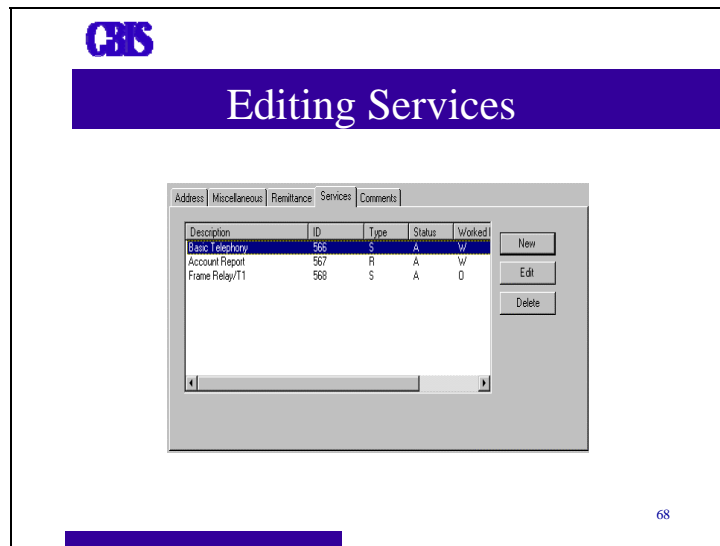 CBIS
Editing Services
Address Miscellaneous Remittance Services Comments
Description ID Type Status Worked
Basic Telephony 566 S A W
Account Report 567 R A W
Frame Relay/T1 568 S A O
New
Edit
Delete
68